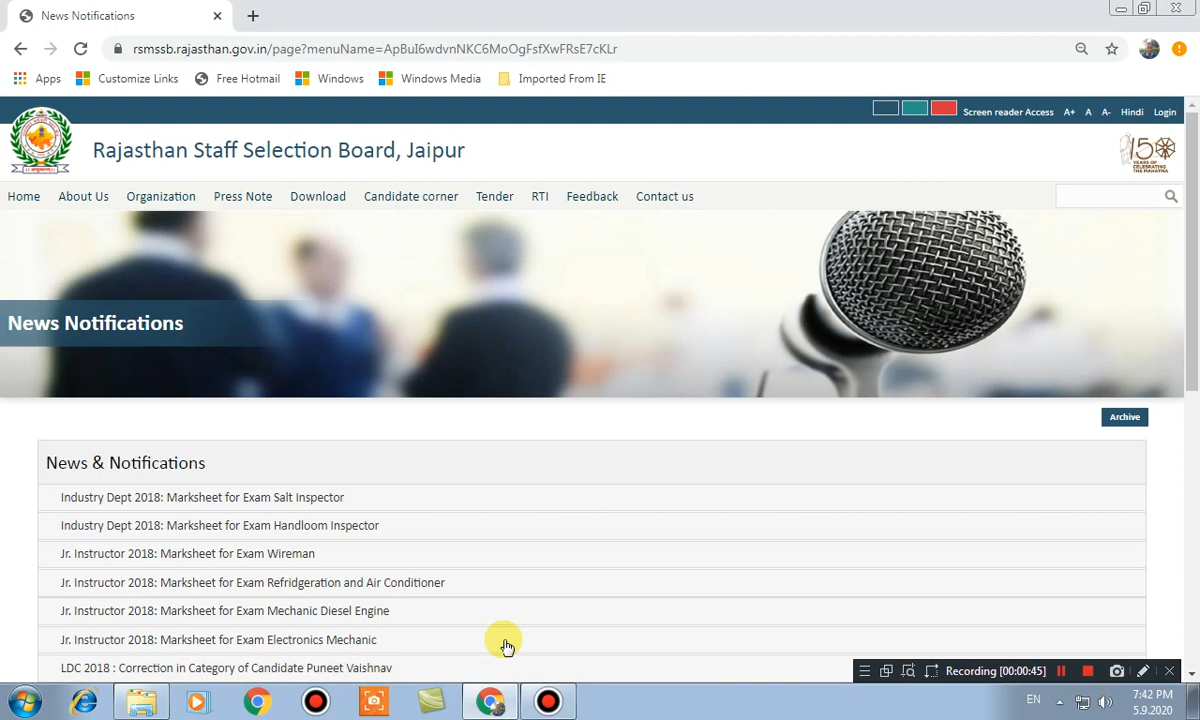 News Notifications
rsmssb.rajasthan.gov.in/page?menuName=ApBuI6wdvnNKC6MoOgFsfXwFRsE7cKLr
Apps Customize Links Free Hotmail Windows Windows Media Imported From IE
Screen reader Access A+ A A- Hindi Login
Rajasthan Staff Selection Board, Jaipur
150
YEARS OF
CELEBRATING
THE MAHATMA
Home About Us Organization Press Note Download Candidate corner Tender RTI Feedback Contact us
News Notifications
Archive
News & Notifications
Industry Dept 2018: Marksheet for Exam Salt Inspector
Industry Dept 2018: Marksheet for Exam Handloom Inspector
Jr. Instructor 2018: Marksheet for Exam Wireman
Jr. Instructor 2018: Marksheet for Exam Refridgeration and Air Conditioner
Jr. Instructor 2018: Marksheet for Exam Mechanic Diesel Engine
Jr. Instructor 2018: Marksheet for Exam Electronics Mechanic
LDC 2018 : Correction in Category of Candidate Puneet Vaishnav
Recording [00:00:45]
EN 7:42 PM
5.9.2020